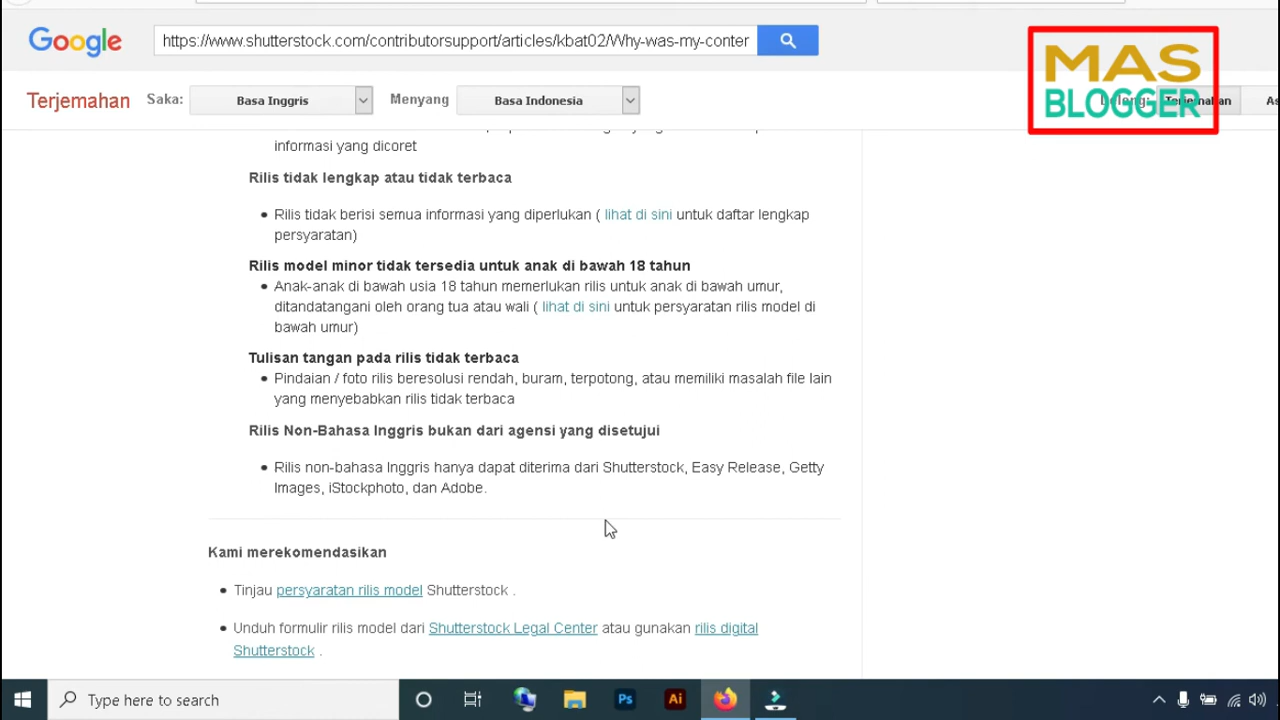 Google
https://www.shutterstock.com/contributorsupport/articles/kbat02/Why-was-my-conter
MAS
BLOGGER
Terjemahan
Saka:
Basa Inggris
Menyang
Basa Indonesia
Terjemahan
informasi yang dicoret
Rilis tidak lengkap atau tidak terbaca
• Rilis tidak berisi semua informasi yang diperlukan ( lihat di sini untuk daftar lengkap
persyaratan)
Rilis model minor tidak tersedia untuk anak di bawah 18 tahun
• Anak-anak di bawah usia 18 tahun memerlukan rilis untuk anak di bawah umur,
ditandatangani oleh orang tua atau wali ( lihat di sini untuk persyaratan rilis model di
bawah umur)
Tulisan tangan pada rilis tidak terbaca
• Pindaian / foto rilis beresolusi rendah, buram, terpotong, atau memiliki masalah file lain
yang menyebabkan rilis tidak terbaca
Rilis Non-Bahasa Inggris bukan dari agensi yang disetujui
• Rilis non-bahasa Inggris hanya dapat diterima dari Shutterstock, Easy Release, Getty
Images, iStockphoto, dan Adobe.
Kami merekomendasikan
• Tinjau persyaratan rilis model Shutterstock .
• Unduh formulir rilis model dari Shutterstock Legal Center atau gunakan rilis digital
Shutterstock .
Type here to search
Ps
Ai